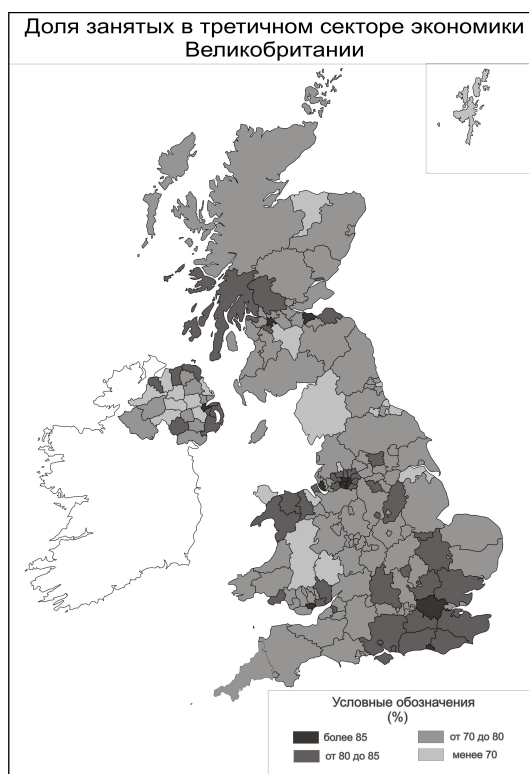 Доля занятых в третичном секторе экономики
Великобритании
Условные обозначения
(%)
более 85
от 70 до 80
от 80 до 85
менее 70